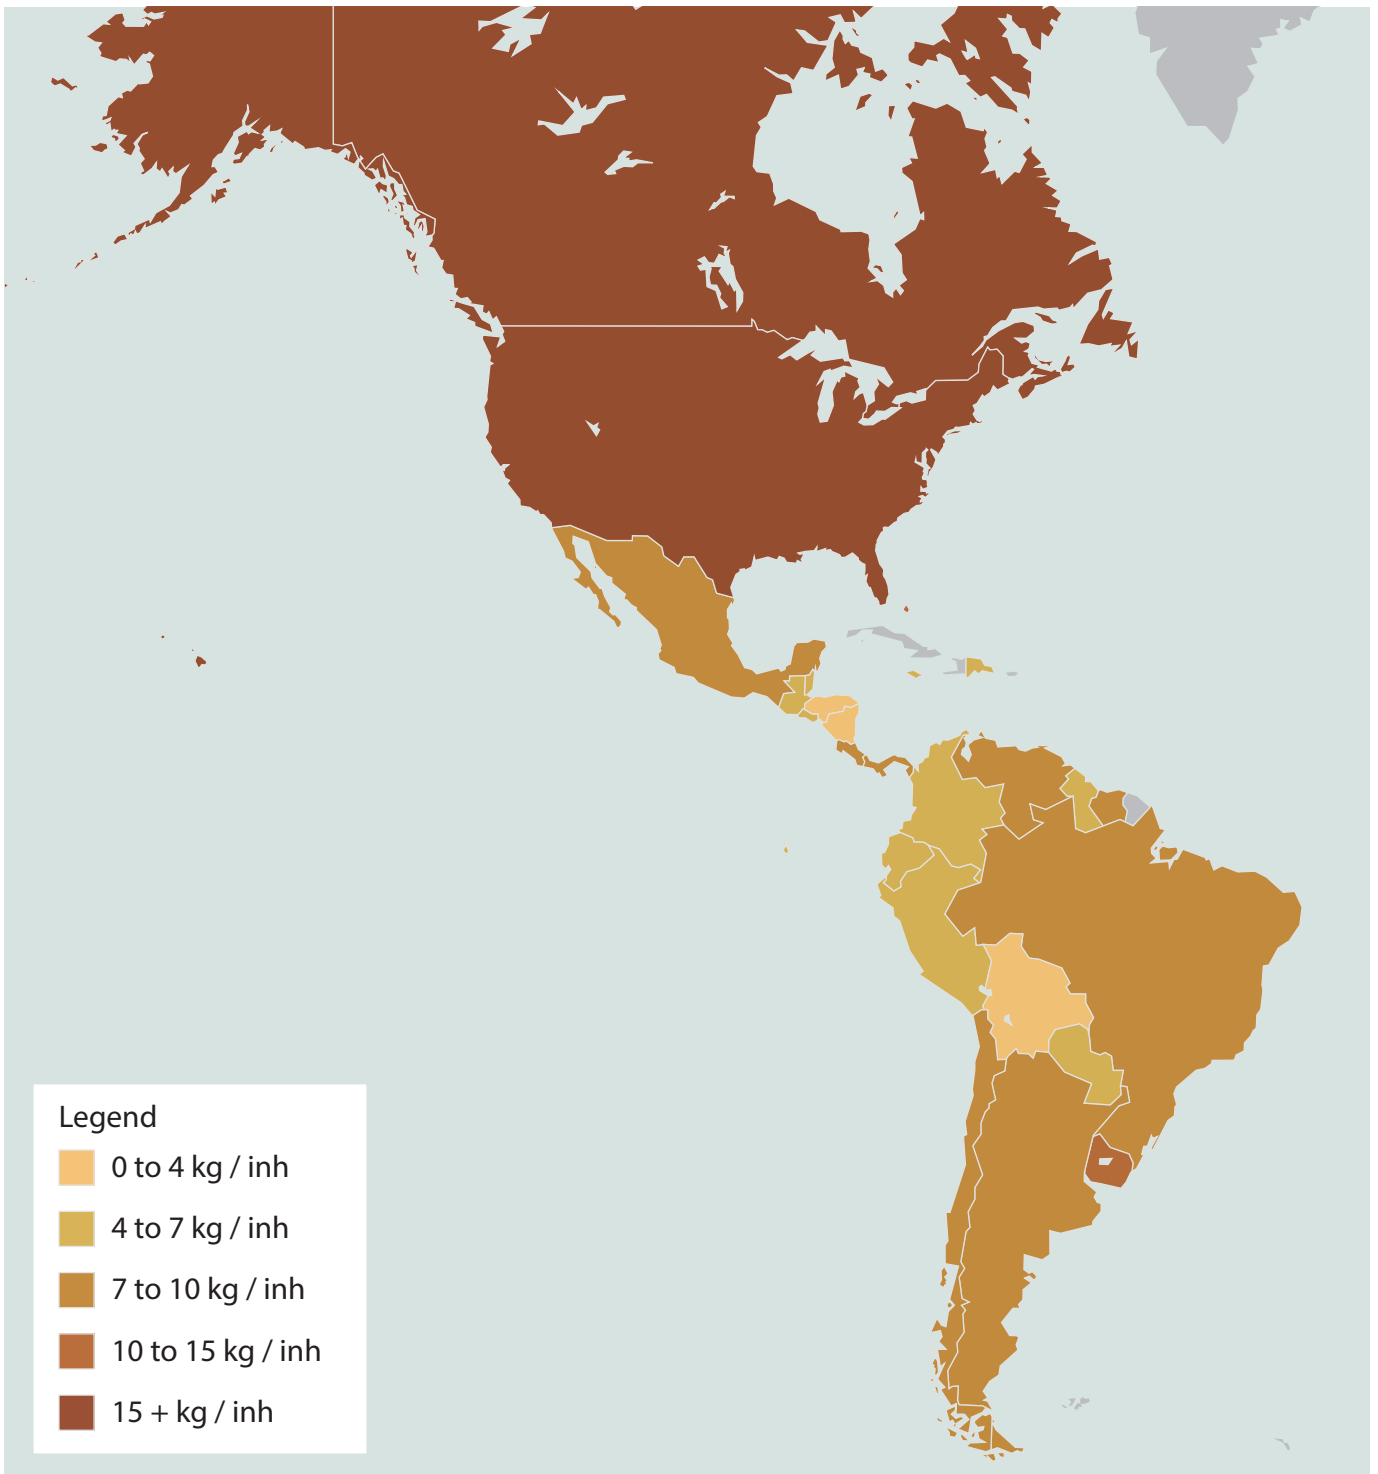 Legend
0 to 4 kg / inh
4 to 7 kg / inh
7 to 10 kg / inh
10 to 15 kg / inh
15 + kg / inh